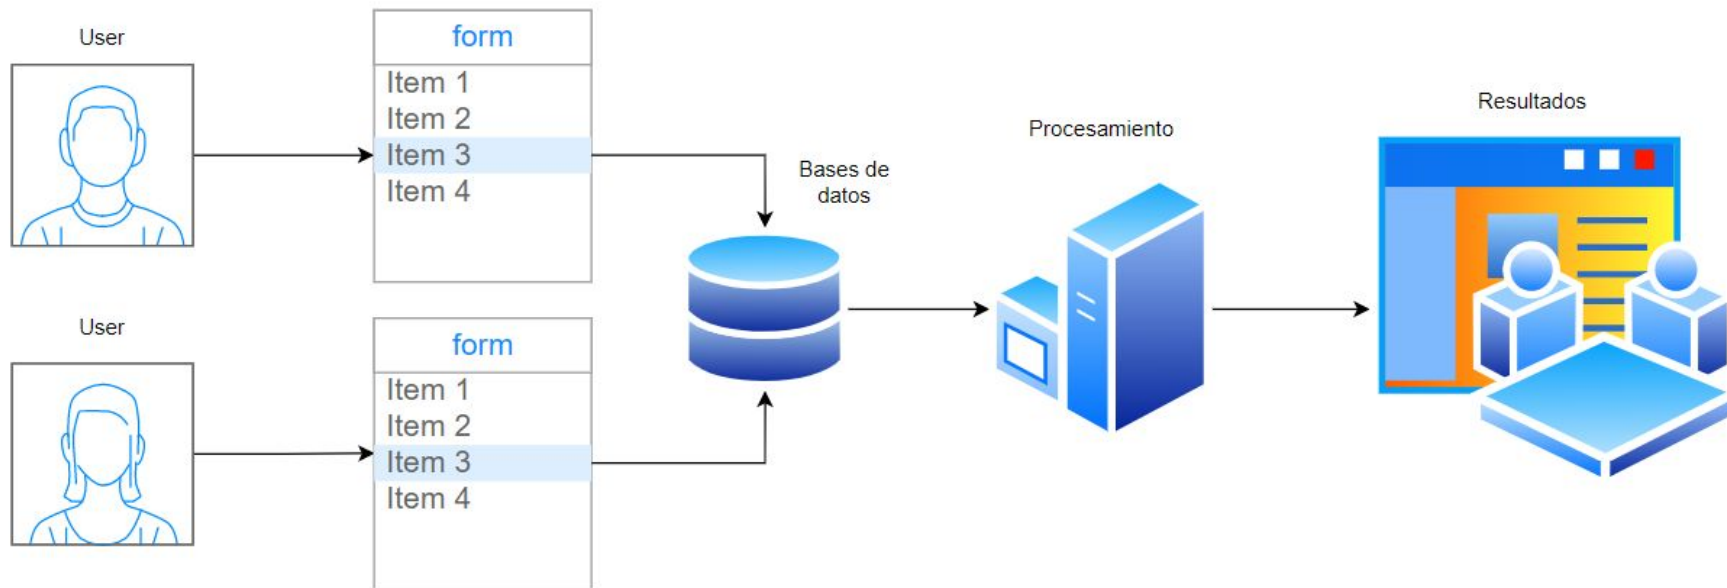 User
form
Item 1
Item 2
Item 3
Item 4
Bases de
datos
Procesamiento
Resultados
User
form
Item 1
Item 2
Item 3
Item 4